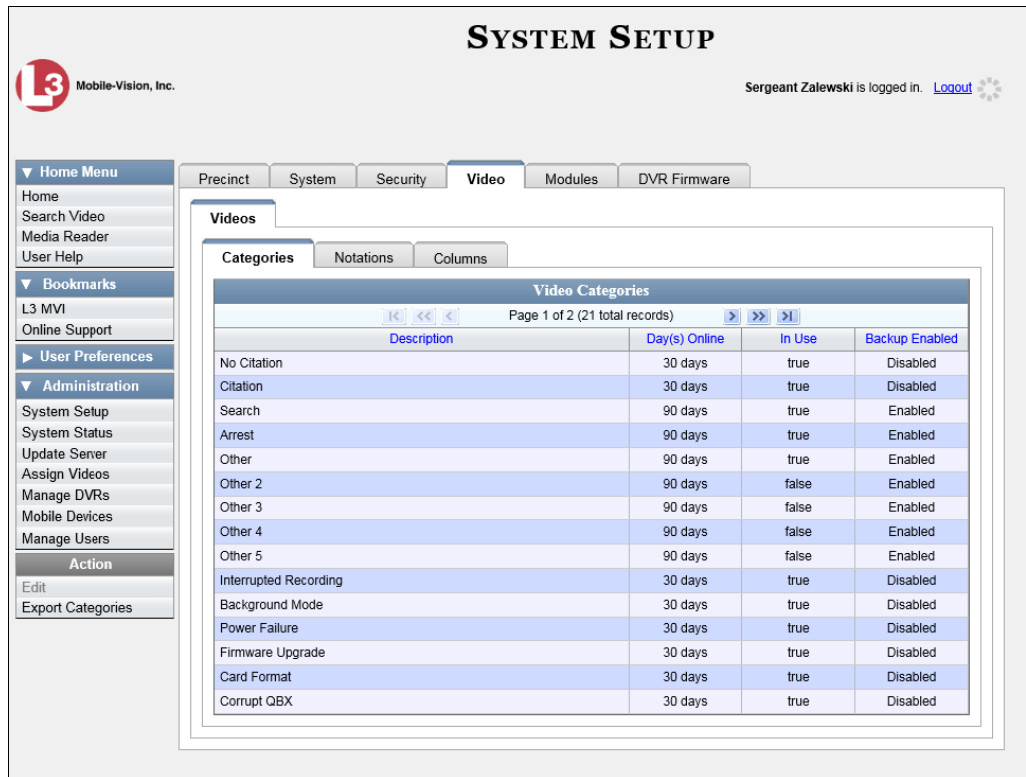 SYSTEM SETUP
L3 Mobile-Vision, Inc.
Sergeant Zalewski is logged in. Logout
▼ Home Menu
Home
Search Video
Media Reader
User Help
▼ Bookmarks
L3 MVI
Online Support
▶ User Preferences
▼ Administration
System Setup
System Status
Update Server
Assign Videos
Manage DVRs
Mobile Devices
Manage Users
Action
Edit
Export Categories
Precinct System Security Video Modules DVR Firmware
Videos
Categories Notations Columns
Video Categories
|< << < Page 1 of 2 (21 total records) > >> >|
Description Day(s) Online In Use Backup Enabled
No Citation 30 days true Disabled
Citation 30 days true Disabled
Search 90 days true Enabled
Arrest 90 days true Enabled
Other 90 days true Enabled
Other 2 90 days false Enabled
Other 3 90 days false Enabled
Other 4 90 days false Enabled
Other 5 90 days false Enabled
Interrupted Recording 30 days true Disabled
Background Mode 30 days true Disabled
Power Failure 30 days true Disabled
Firmware Upgrade 30 days true Disabled
Card Format 30 days true Disabled
Corrupt QBX 30 days true Disabled